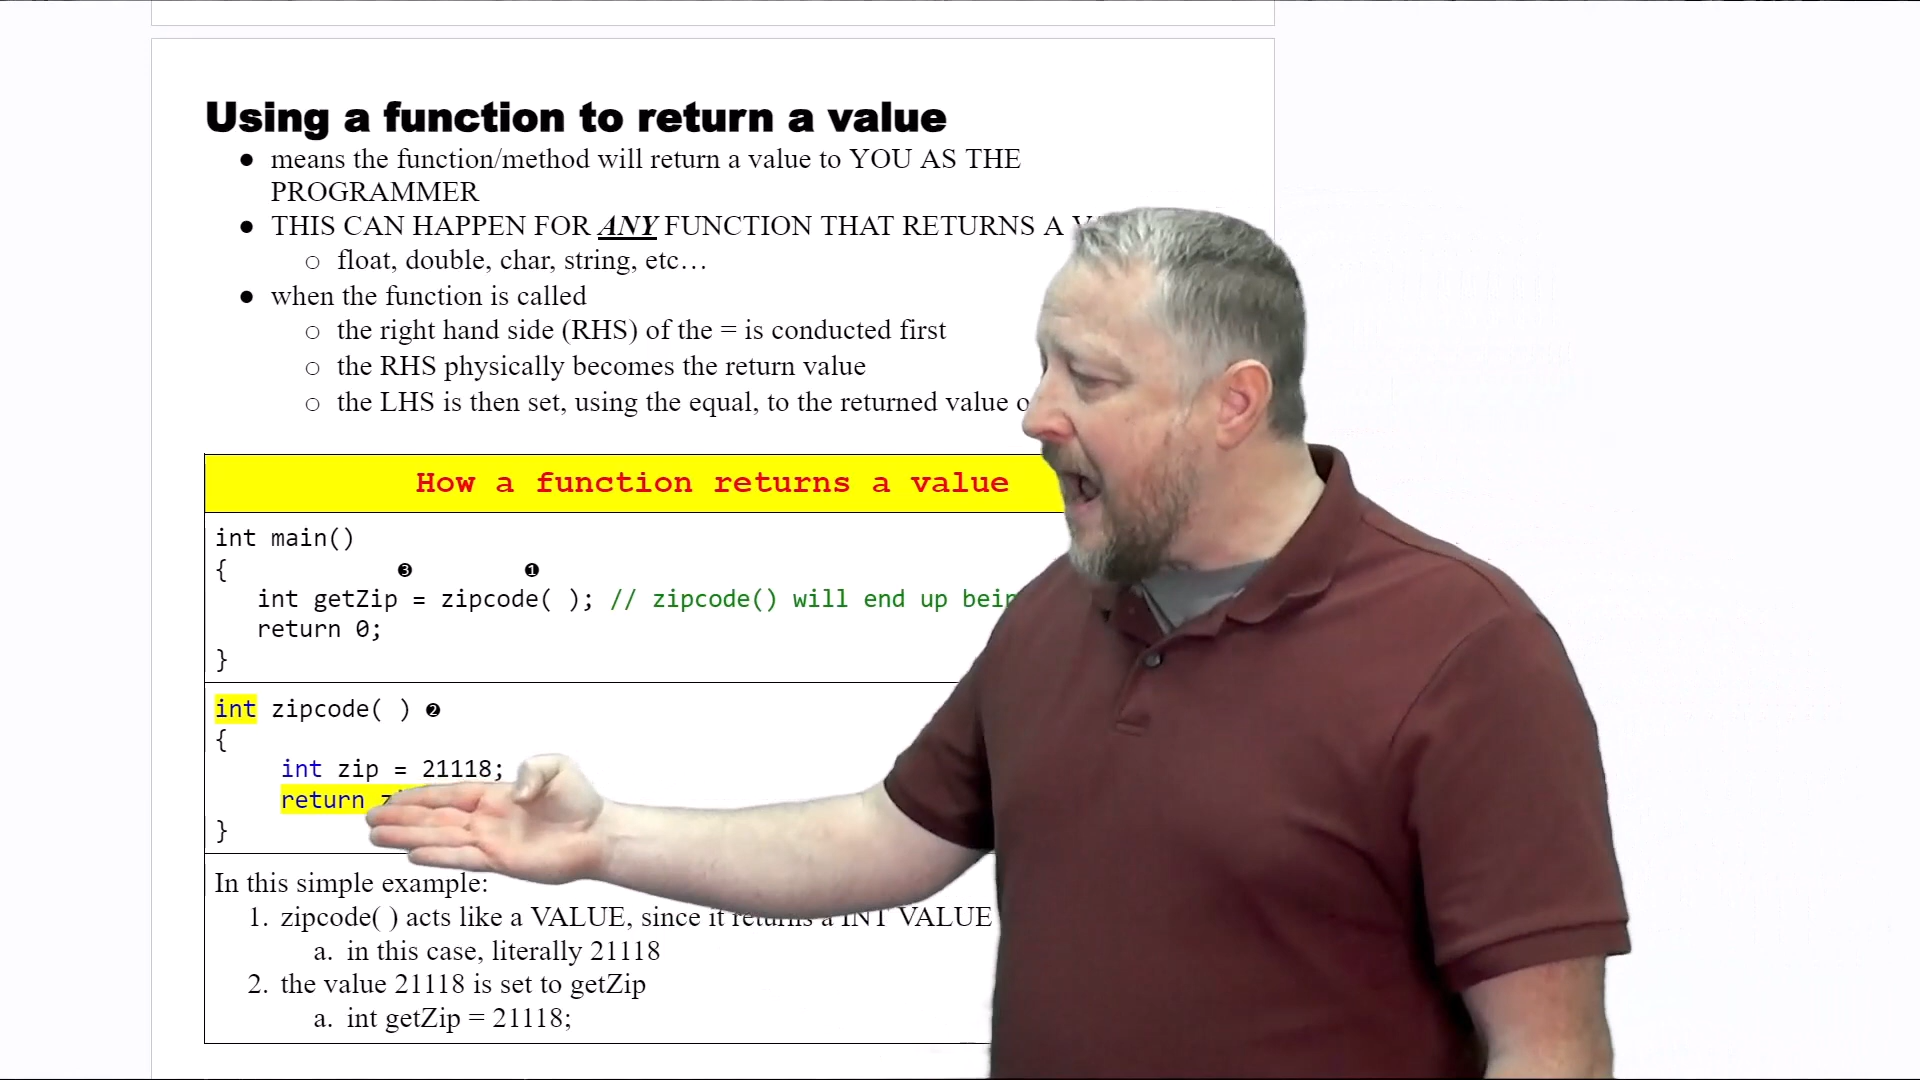 Using a function to return a value
● means the function/method will return a value to YOU AS THE
PROGRAMMER
● THIS CAN HAPPEN FOR ANY FUNCTION THAT RETURNS A
○ float, double, char, string, etc…
● when the function is called
○ the right hand side (RHS) of the = is conducted first
○ the RHS physically becomes the return value
○ the LHS is then set, using the equal, to the returned value
How a function returns a value
int main()
{ ❸ ❶
int getZip = zipcode( ); // zipcode() will end up
return 0;
}
int zipcode( ) ❷
{
int zip = 21118;
return
}
In this simple example:
1. zipcode( ) acts like a VALUE, since it returns a INT VALUE
a. in this case, literally 21118
2. the value 21118 is set to getZip
a. int getZip = 21118;